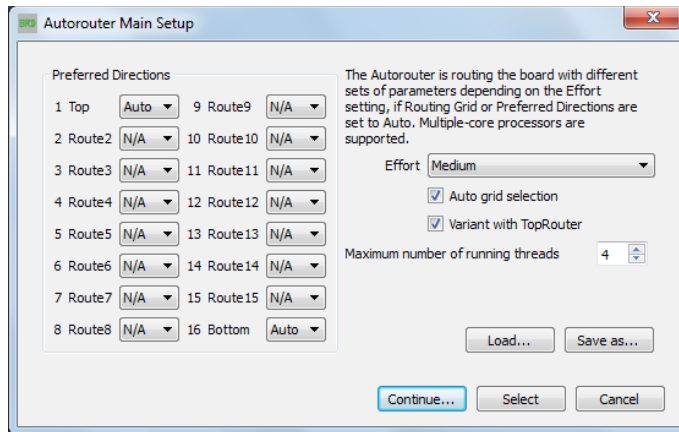 BRD Autorouter Main Setup
Preferred Directions
1 Top Auto 9 Route9 N/A
2 Route2 N/A 10 Route10 N/A
3 Route3 N/A 11 Route11 N/A
4 Route4 N/A 12 Route12 N/A
5 Route5 N/A 13 Route13 N/A
6 Route6 N/A 14 Route14 N/A
7 Route7 N/A 15 Route15 N/A
8 Route8 N/A 16 Bottom Auto
The Autorouter is routing the board with different
sets of parameters depending on the Effort
setting, if Routing Grid or Preferred Directions are
set to Auto. Multiple-core processors are
supported.
Effort Medium
Auto grid selection
Variant with TopRouter
Maximum number of running threads 4
Load... Save as...
Continue... Select Cancel